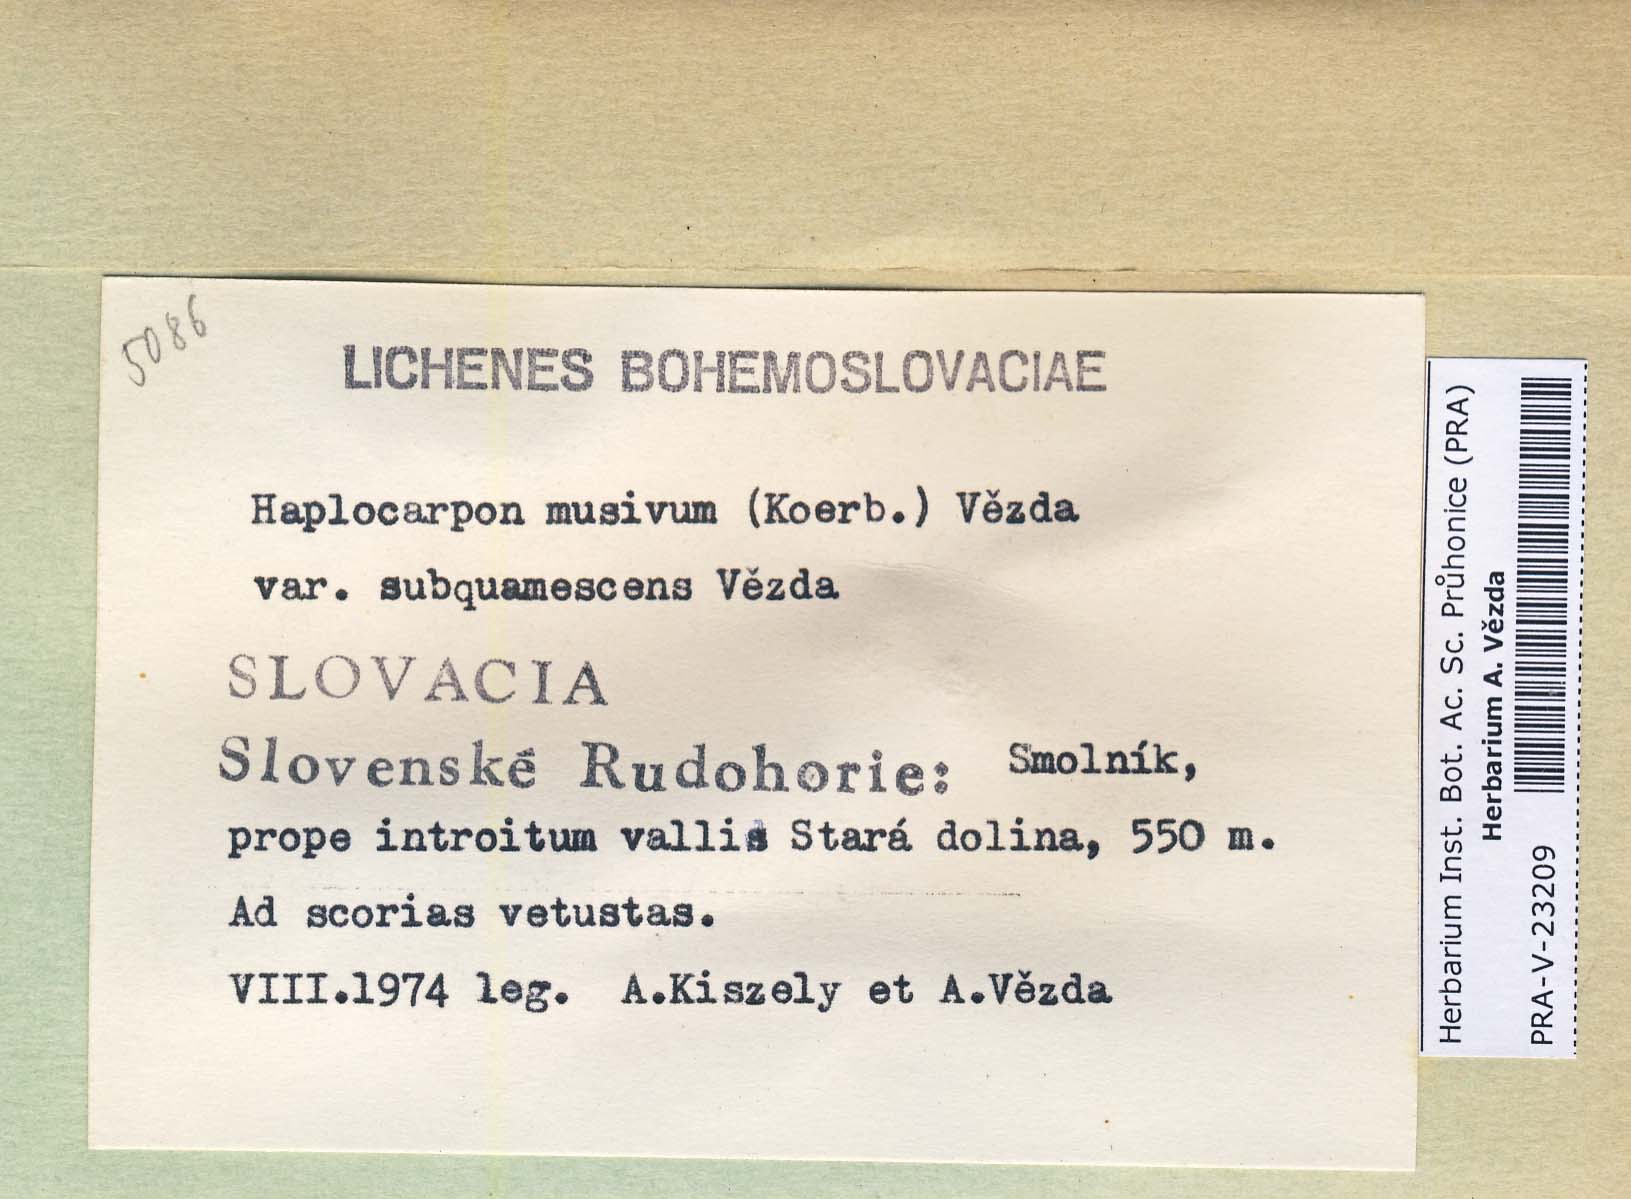 5086
LICHENES BOHEMOSLOVACIAE
Haplocarpon musivum (Koerb.) Vězda
var. subquamescens Vězda
SLOVACIA
Slovenské Rudohorie: Smolník,
prope introitum vallis Stará dolina, 550 m.
Ad scorias vetustas.
VIII.1974 leg. A.Kiszely et A.Vězda
Herbarium Inst. Bot. Ac. Sc. Průhonice (PRA)
Herbarium A. Vězda
PRA-V-23209